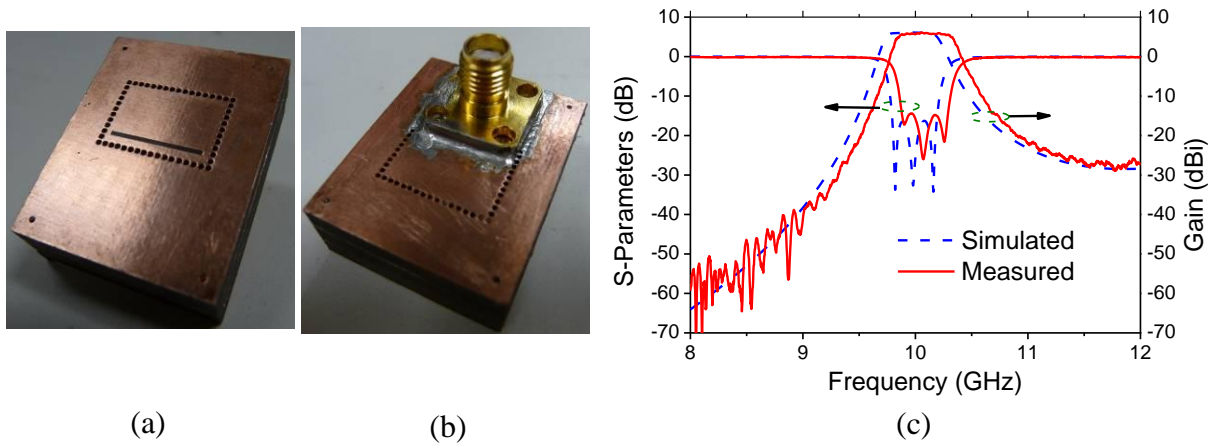 10
0
-10
-20
-30
-40
-50
-60
-70
S-Parameters (dB)
Simulated
Measured
10
0
-10
-20
-30
-40
-50
-60
-70
Gain (dBi)
8 9 10 11 12
Frequency (GHz)
(a) (b) (c)